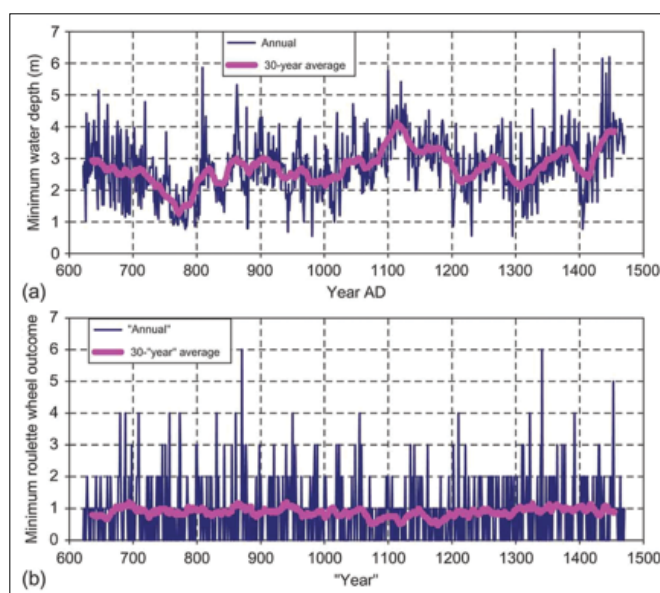 7
6
5
4
3
2
1
0
Minimum water depth (m)
Annual
30-year average
600 700 800 900 1000 1100 1200 1300 1400 1500
(a)
Year AD
7
6
5
4
3
2
1
0
Minimum roulette wheel outcome
"Annual"
30-"year" average
600 700 800 900 1000 1100 1200 1300 1400 1500
(b)
"Year"